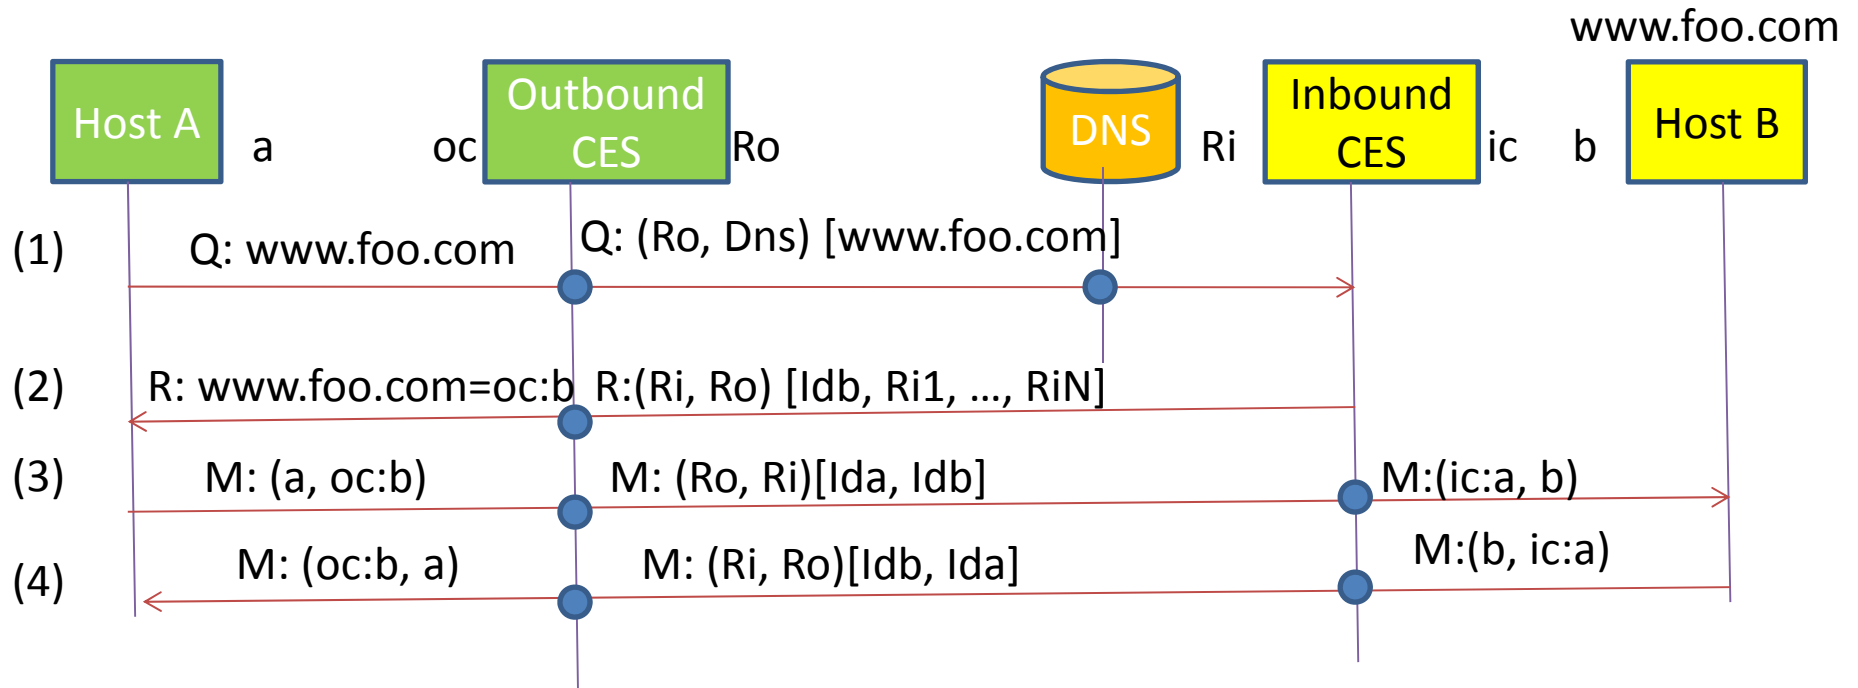 www.foo.com
Host A
a
oc
Outbound
CES
Ro
DNS
Ri
Inbound
CES
ic
b
Host B
(1)
Q: www.foo.com
Q: (Ro, Dns) [www.foo.com]
(2)
R: www.foo.com=oc:b
R:(Ri, Ro) [Idb, Ri1, ..., RiN]
(3)
M: (a, oc:b)
M: (Ro, Ri)[Ida, Idb]
M:(ic:a, b)
(4)
M: (oc:b, a)
M: (Ri, Ro)[Idb, Ida]
M:(b, ic:a)